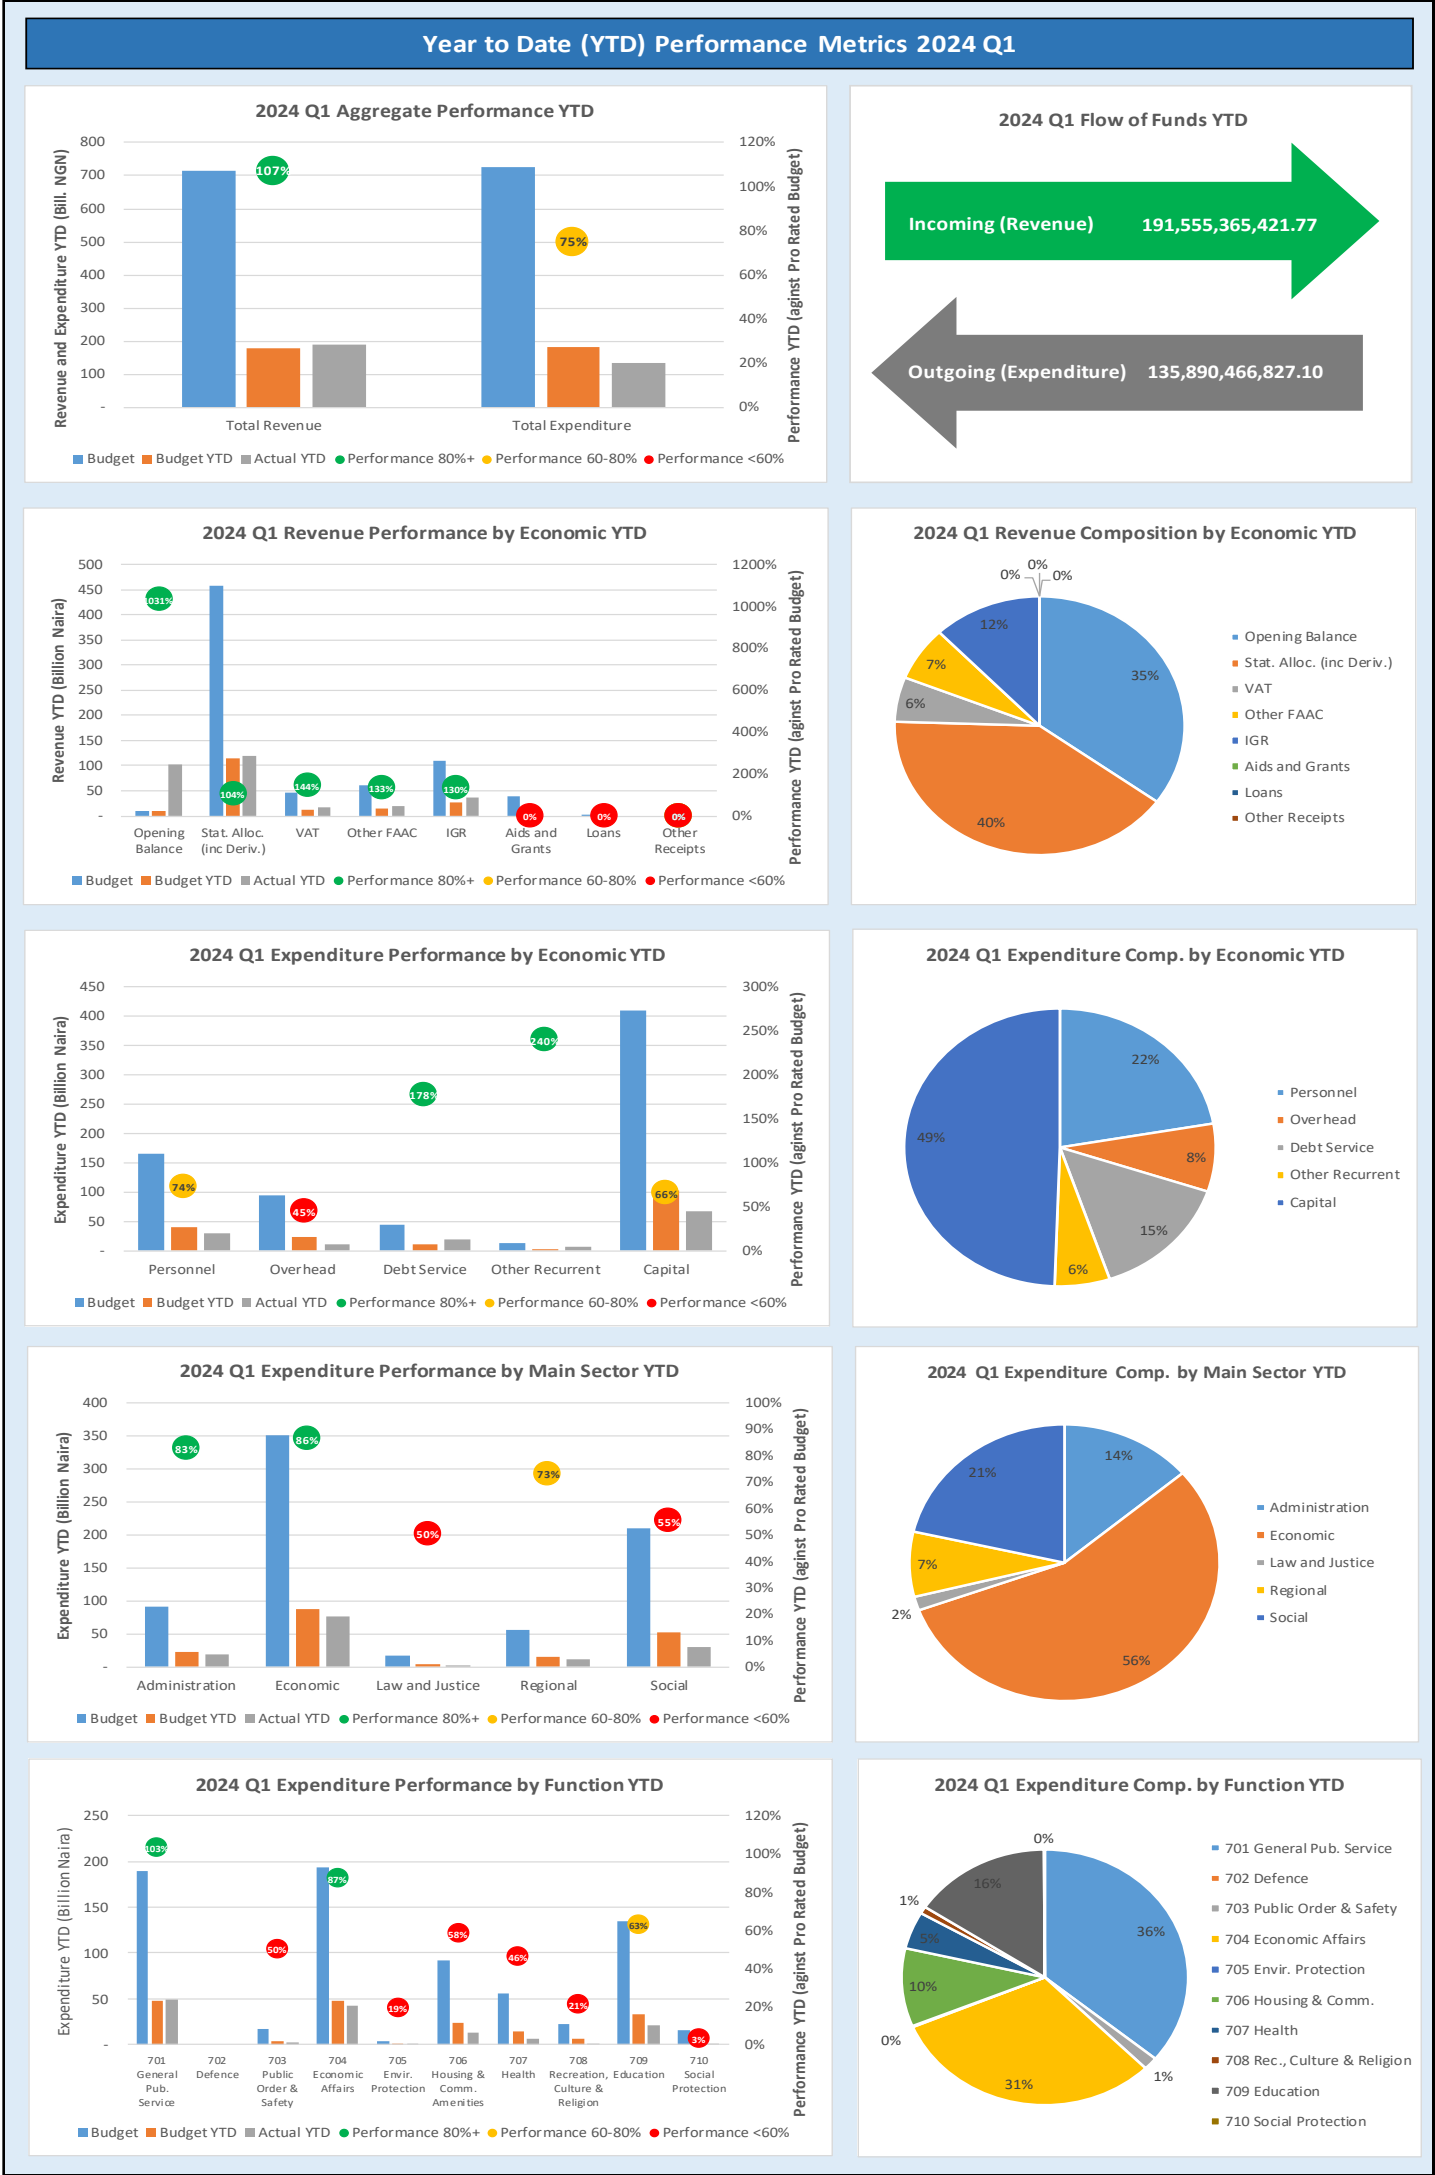 Year to Date (YTD) Performance Metrics 2024 Q1
2024 Q1 Aggregate Performance YTD
Revenue and Expenditure YTD (Bill. NGN)
800
700
600
500
400
300
200
100
-
107%
75%
120%
100%
80%
60%
40%
20%
0%
Performance YTD (aginst Pro Rated Budget)
Total Revenue
Total Expenditure
Budget
Budget YTD
Actual YTD
Performance 80%+
Performance 60-80%
Performance <60%
2024 Q1 Flow of Funds YTD
Incoming (Revenue) 191,555,365,421.77
Outgoing (Expenditure) 135,890,466,827.10
2024 Q1 Revenue Performance by Economic YTD
Revenue YTD (Billion Naira)
500
450
400
350
300
250
200
150
100
50
-
1031%
104%
144%
133%
130%
0%
0%
0%
1200%
1000%
800%
600%
400%
200%
0%
Performance YTD (aginst Pro Rated Budget)
Opening Balance
Stat. Alloc. (inc Deriv.)
VAT
Other FAAC
IGR
Aids and Grants
Loans
Other Receipts
Budget
Budget YTD
Actual YTD
Performance 80%+
Performance 60-80%
Performance <60%
2024 Q1 Revenue Composition by Economic YTD
0%
0%
0%
12%
7%
6%
40%
35%
Opening Balance
Stat. Alloc. (inc Deriv.)
VAT
Other FAAC
IGR
Aids and Grants
Loans
Other Receipts
2024 Q1 Expenditure Performance by Economic YTD
Expenditure YTD (Billion Naira)
450
400
350
300
250
200
150
100
50
-
74%
45%
178%
240%
66%
300%
250%
200%
150%
100%
50%
0%
Performance YTD (aginst Pro Rated Budget)
Personnel
Overhead
Debt Service
Other Recurrent
Capital
Budget
Budget YTD
Actual YTD
Performance 80%+
Performance 60-80%
Performance <60%
2024 Q1 Expenditure Comp. by Economic YTD
22%
8%
15%
6%
49%
Personnel
Overhead
Debt Service
Other Recurrent
Capital
2024 Q1 Expenditure Performance by Main Sector YTD
Expenditure YTD (Billion Naira)
400
350
300
250
200
150
100
50
-
83%
86%
50%
73%
55%
100%
90%
80%
70%
60%
50%
40%
30%
20%
10%
0%
Performance YTD (aginst Pro Rated Budget)
Administration
Economic
Law and Justice
Regional
Social
Budget
Budget YTD
Actual YTD
Performance 80%+
Performance 60-80%
Performance <60%
2024 Q1 Expenditure Comp. by Main Sector YTD
14%
56%
2%
7%
21%
Administration
Economic
Law and Justice
Regional
Social
2024 Q1 Expenditure Performance by Function YTD
Expenditure YTD (Billion Naira)
250
200
150
100
50
-
103%
50%
87%
19%
58%
46%
21%
63%
3%
120%
100%
80%
60%
40%
20%
0%
Performance YTD (aginst Pro Rated Budget)
701 General Pub. Service
702 Defence
703 Public Order & Safety
704 Economic Affairs
705 Envir. Protection
706 Housing & Comm. Amenities
707 Health
708 Recreation, Culture & Religion
709 Education
710 Social Protection
Budget
Budget YTD
Actual YTD
Performance 80%+
Performance 60-80%
Performance <60%
2024 Q1 Expenditure Comp. by Function YTD
0%
16%
1%
5%
10%
0%
31%
1%
36%
701 General Pub. Service
702 Defence
703 Public Order & Safety
704 Economic Affairs
705 Envir. Protection
706 Housing & Comm.
707 Health
708 Rec., Culture & Religion
709 Education
710 Social Protection